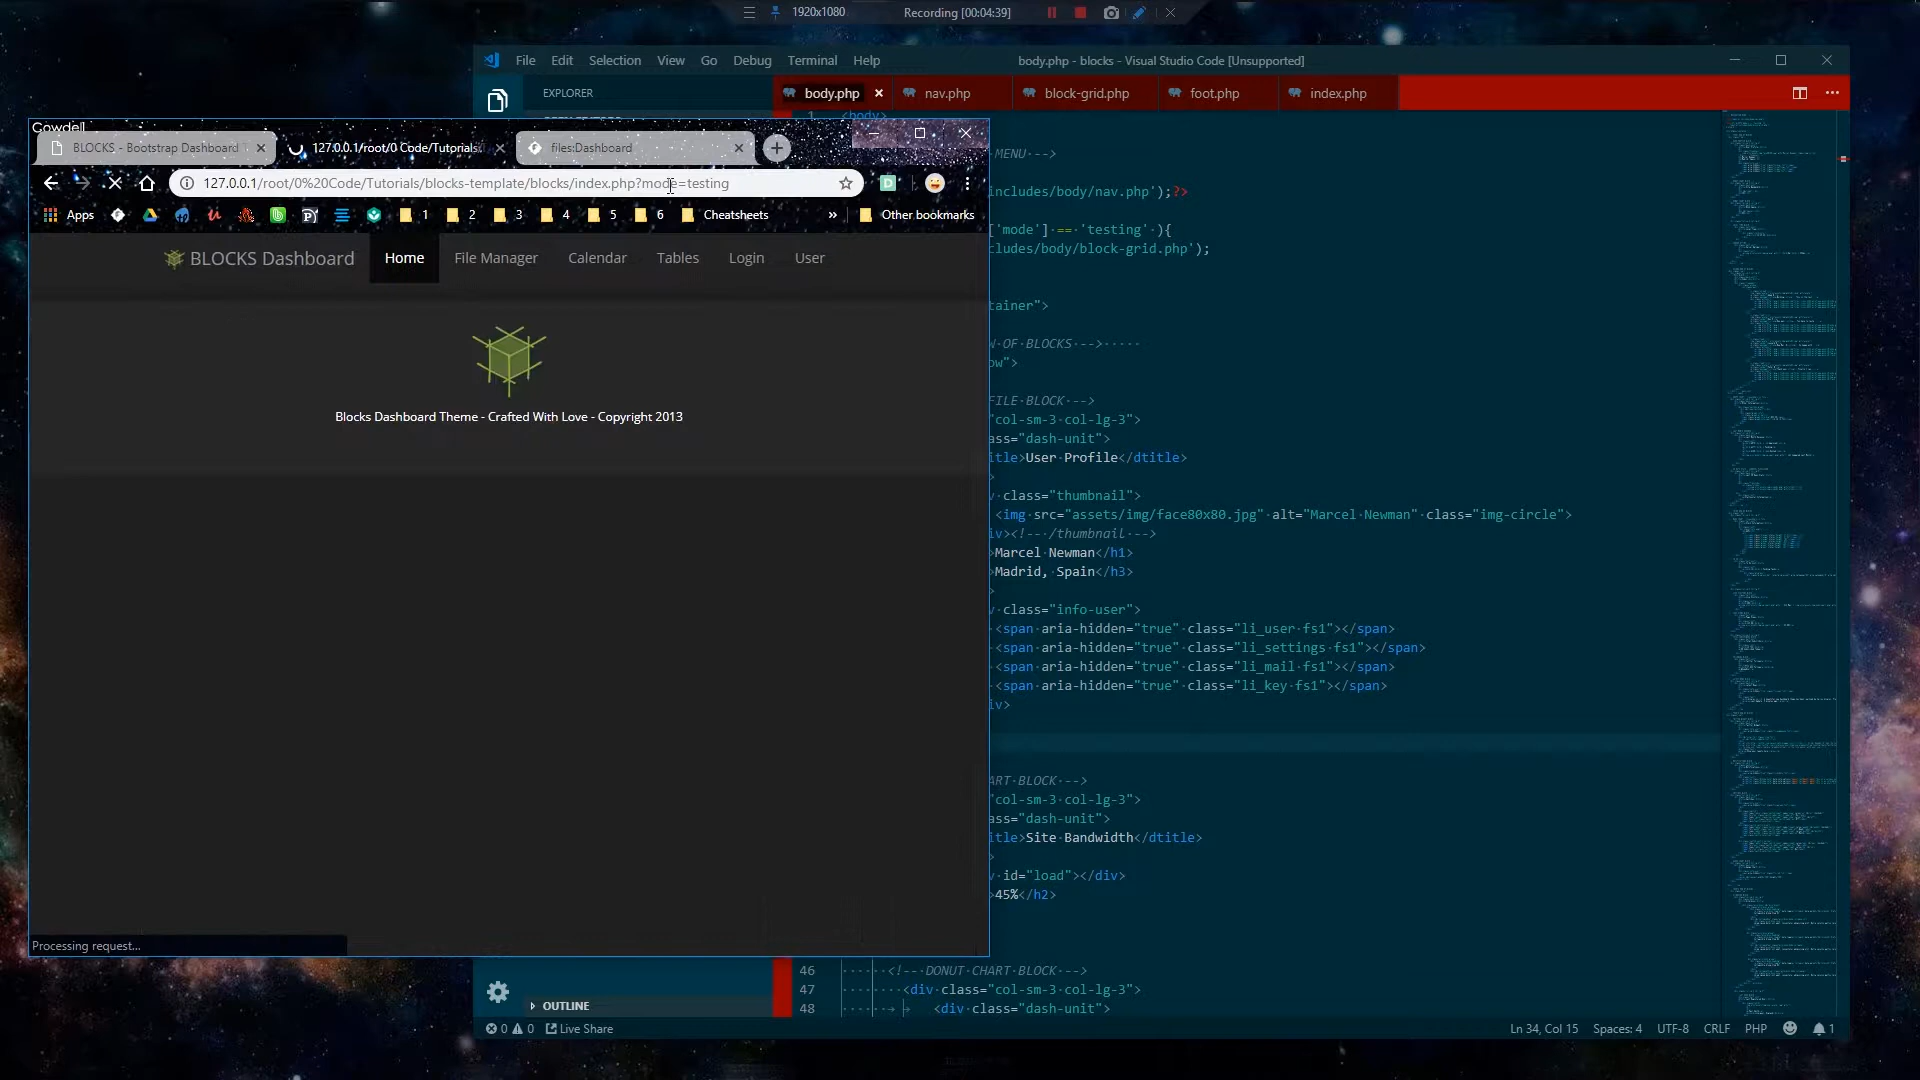 1920x1080
Recording [00:04:39]
File Edit Selection View Go Debug Terminal Help
body.php - blocks - Visual Studio Code [Unsupported]
EXPLORER
body.php
nav.php
block-grid.php
foot.php
index.php
Gowdell
BLOCKS - Bootstrap Dashboard T
127.0.0.1/root/0 Code/Tutorials/
files:Dashboard
127.0.0.1/root/0%20Code/Tutorials/blocks-template/blocks/index.php?mode=testing
Apps
1
2
3
4
5
6
Cheatsheets
»
Other bookmarks
BLOCKS Dashboard
Home
File Manager
Calendar
Tables
Login
User
Blocks Dashboard Theme - Crafted With Love - Copyright 2013
Processing request...
1 <body>
MENU -->
includes/body/nav.php');?>
['mode'] == 'testing' ){
cludes/body/block-grid.php');
tainer">
W OF BLOCKS -->
ow">
FILE BLOCK -->
"col-sm-3 col-lg-3">
ass="dash-unit">
itle>User Profile</dtitle>
>
v class="thumbnail">
<img src="assets/img/face80x80.jpg" alt="Marcel Newman" class="img-circle">
iv><!-- /thumbnail -->
>Marcel Newman</h1>
>Madrid, Spain</h3>
>
v class="info-user">
<span aria-hidden="true" class="li_user fs1"></span>
<span aria-hidden="true" class="li_settings fs1"></span>
<span aria-hidden="true" class="li_mail fs1"></span>
<span aria-hidden="true" class="li_key fs1"></span>
iv>
ART BLOCK -->
"col-sm-3 col-lg-3">
ass="dash-unit">
itle>Site Bandwidth</dtitle>
>
v id="load"></div>
>45%</h2>
46 <!-- DONUT CHART BLOCK -->
47 <div class="col-sm-3 col-lg-3">
48 <div class="dash-unit">
OUTLINE
0 0 Live Share
Ln 34, Col 15
Spaces: 4
UTF-8
CRLF
PHP
1